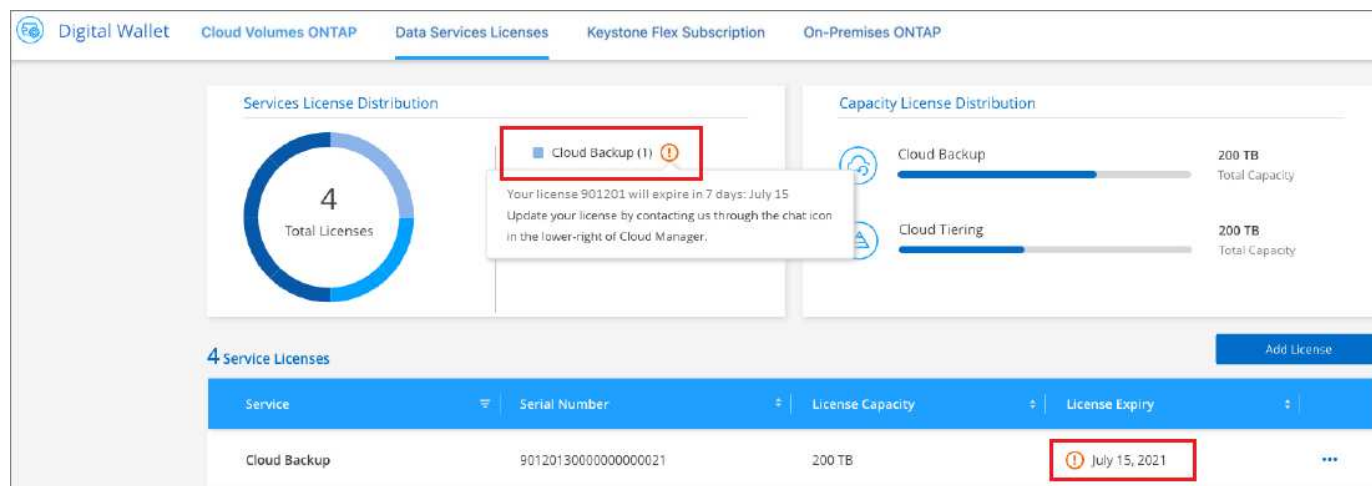 Digital Wallet
Cloud Volumes ONTAP
Data Services Licenses
Keystone Flex Subscription
On-Premises ONTAP
Services License Distribution
4
Total Licenses
Cloud Backup (1)
Your license 901201 will expire in 7 days: July 15
Update your license by contacting us through the chat icon
in the lower-right of Cloud Manager.
Capacity License Distribution
Cloud Backup
200 TB
Total Capacity
Cloud Tiering
200 TB
Total Capacity
4 Service Licenses
Add License
Service
Serial Number
License Capacity
License Expiry
Cloud Backup
90120130000000000021
200 TB
July 15, 2021